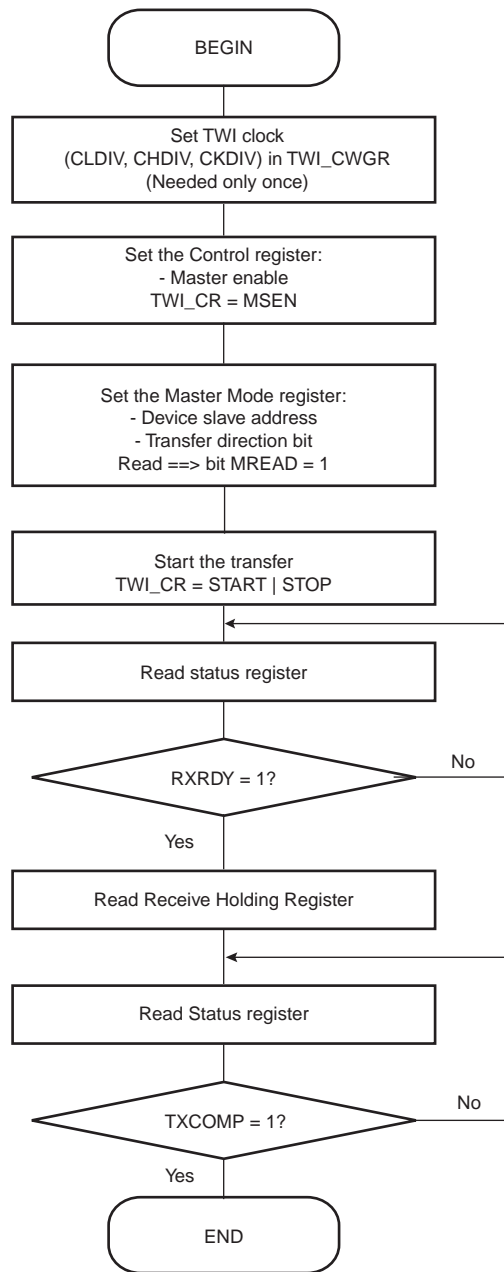 BEGIN
Set TWI clock
(CLDIV, CHDIV, CKDIV) in TWI_CWGR
(Needed only once)
Set the Control register:
- Master enable
TWI_CR = MSEN
Set the Master Mode register:
- Device slave address
- Transfer direction bit
Read ==> bit MREAD = 1
Start the transfer
TWI_CR = START | STOP
Read status register
RXRDY = 1?
No
Yes
Read Receive Holding Register
Read Status register
TXCOMP = 1?
No
Yes
END